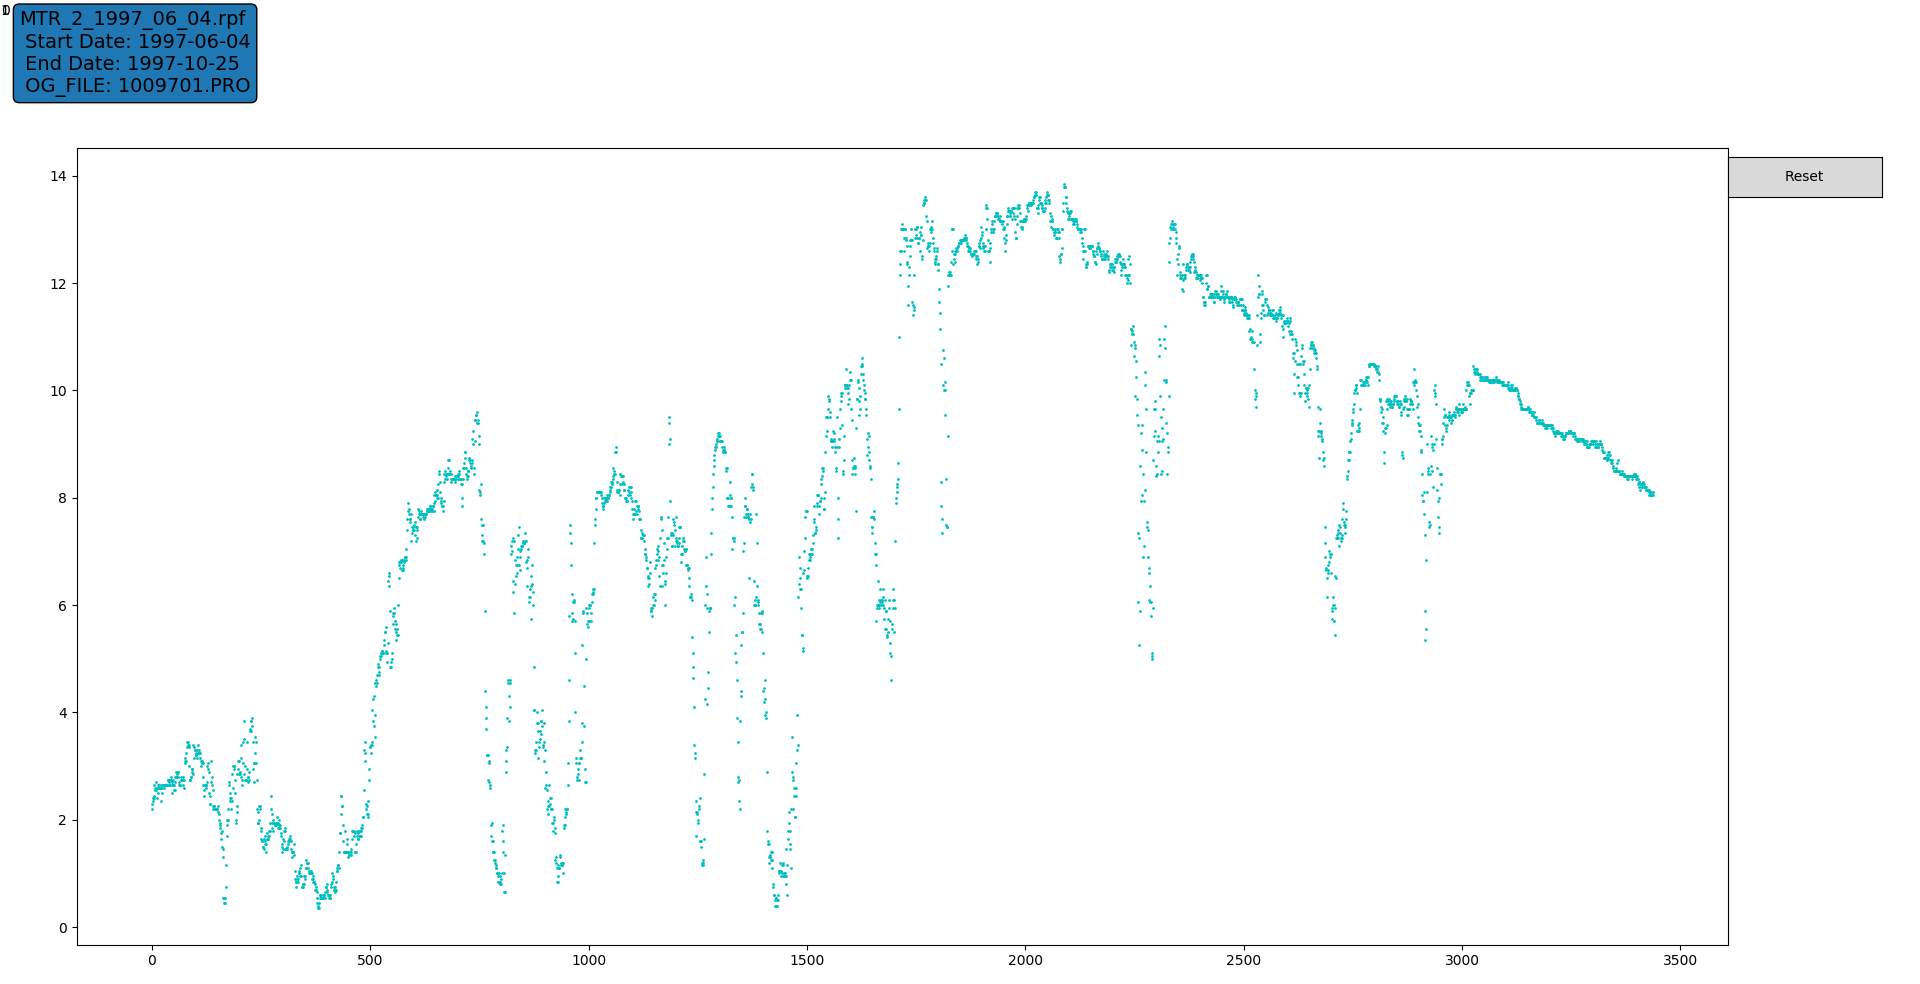 MTR_2_1997_06_04.rpf
Start Date: 1997-06-04
End Date: 1997-10-25
OG_FILE: 1009701.PRO
Reset
14
12
10
8
6
4
2
0
0 500 1000 1500 2000 2500 3000 3500